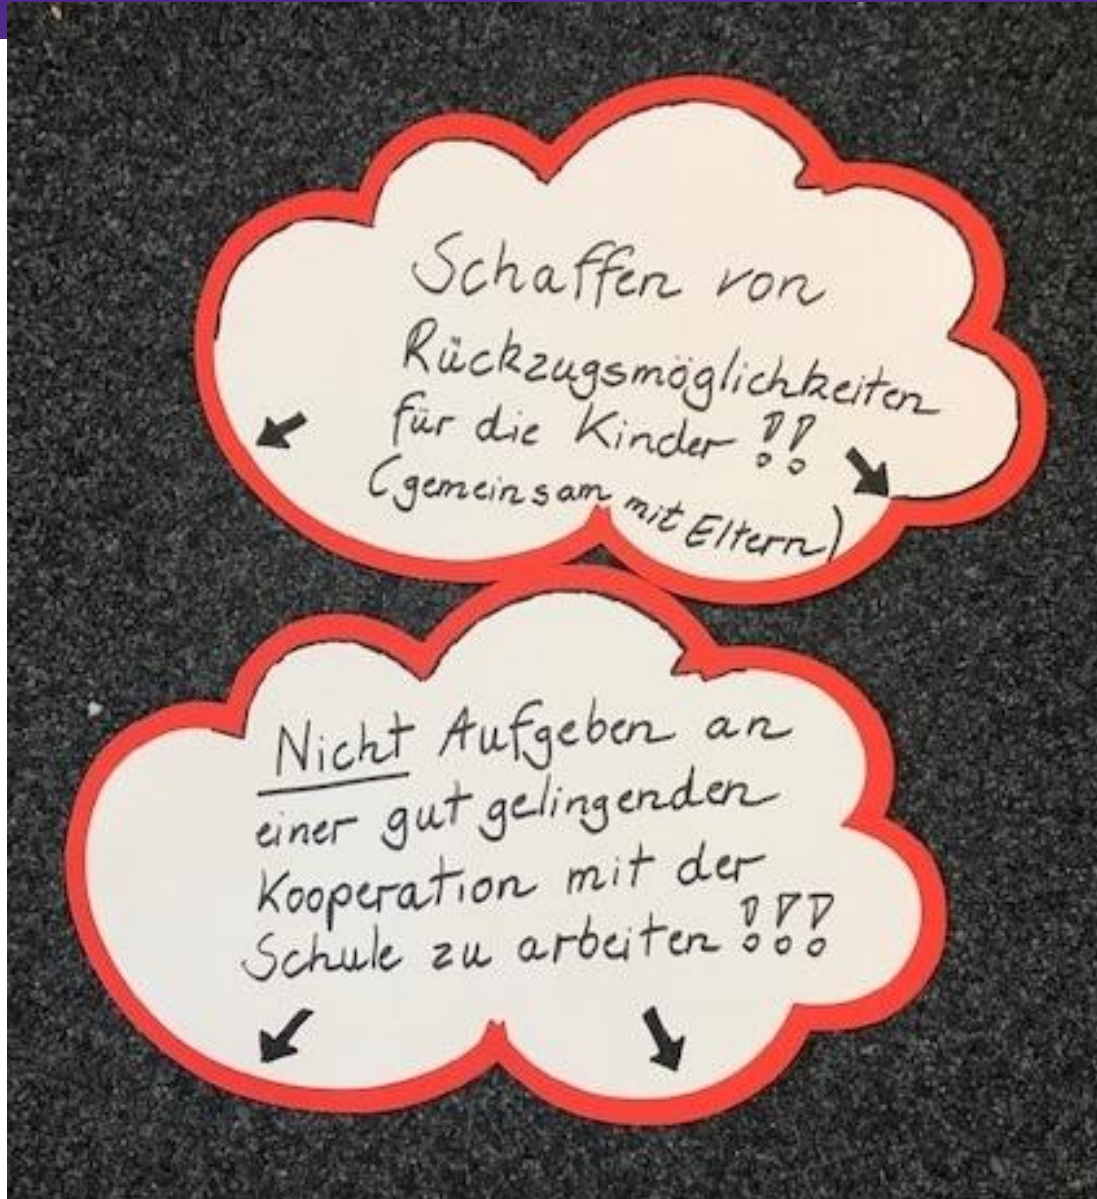 Schaffen von
Rückzugsmöglichkeiten
für die Kinder !!
(gemeinsam mit Eltern)
Nicht Aufgeben an
einer gut gelingenden
Kooperation mit der
Schule zu arbeiten !!!